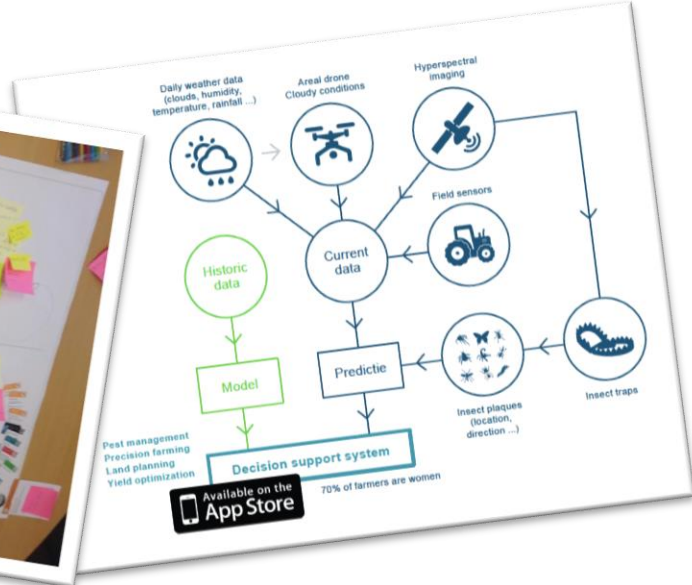 Daily weather data
(clouds, humidity,
temperature, rainfall ...)
Areal drone
Cloudy conditions
Hyperspectral
imaging
Field sensors
Historic
data
Current
data
Model
Predictie
Insect plaques
(location,
direction ...)
Insect traps
Pest management
Precision farming
Land planning
Yield optimization
Decision support system
Available on the
App Store
70% of farmers are women